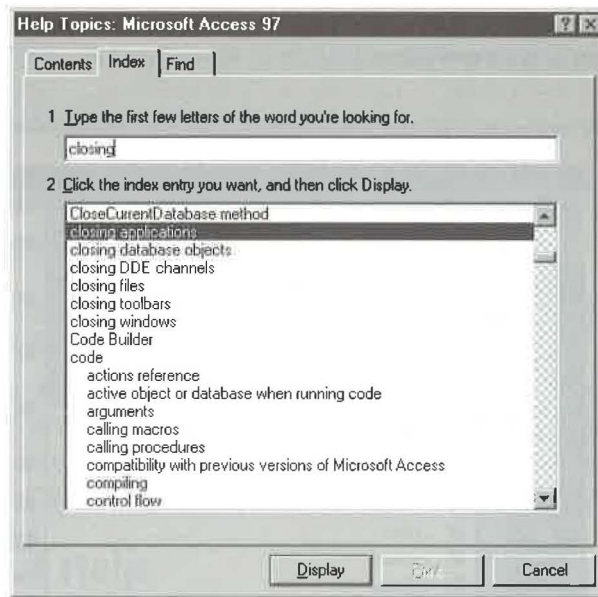 Help Topics: Microsoft Access 97
Contents Index Find
1 Type the first few letters of the word you're looking for.
closing
2 Click the index entry you want, and then click Display.
CloseCurrentDatabase method
closing applications
closing database objects
closing DDE channels
closing files
closing toolbars
closing windows
Code Builder
code
actions reference
active object or database when running code
arguments
calling macros
calling procedures
compatibility with previous versions of Microsoft Access
compiling
control flow
Display Cancel